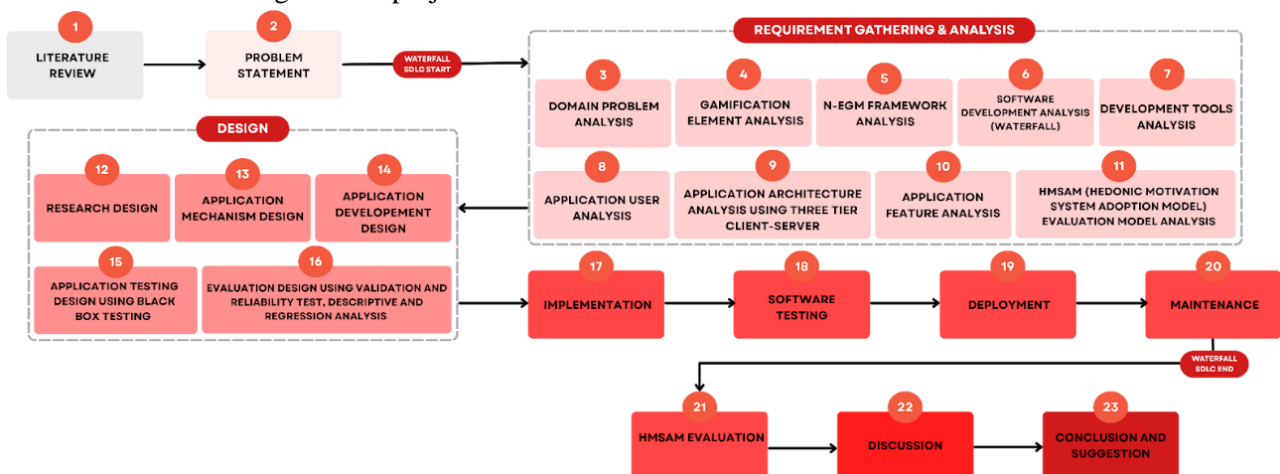 1
LITERATURE
REVIEW
2
PROBLEM
STATEMENT
WATERFALL
SDLC START
REQUIREMENT GATHERING & ANALYSIS
3
DOMAIN PROBLEM
ANALYSIS
4
GAMIFICATION
ELEMENT ANALYSIS
5
N-EGM FRAMEWORK
ANALYSIS
6
SOFTWARE
DEVELOPMENT ANALYSIS
(WATERFALL)
7
DEVELOPMENT TOOLS
ANALYSIS
8
APPLICATION USER
ANALYSIS
9
APPLICATION ARCHITECTURE
ANALYSIS USING THREE TIER
CLIENT-SERVER
10
APPLICATION
FEATURE ANALYSIS
11
HMSAM (HEDONIC MOTIVATION
SYSTEM ADOPTION MODEL)
EVALUATION MODEL ANALYSIS
DESIGN
12
RESEARCH DESIGN
13
APPLICATION
MECHANISM DESIGN
14
APPLICATION
DEVELOPEMENT
DESIGN
15
APPLICATION TESTING
DESIGN USING BLACK
BOX TESTING
16
EVALUATION DESIGN USING VALIDATION AND
RELIABILITY TEST, DESCRIPTIVE AND
REGRESSION ANALYSIS
17
IMPLEMENTATION
18
SOFTWARE
TESTING
19
DEPLOYMENT
20
MAINTENANCE
WATERFALL
SDLC END
21
HMSAM EVALUATION
22
DISCUSSION
23
CONCLUSION AND
SUGGESTION